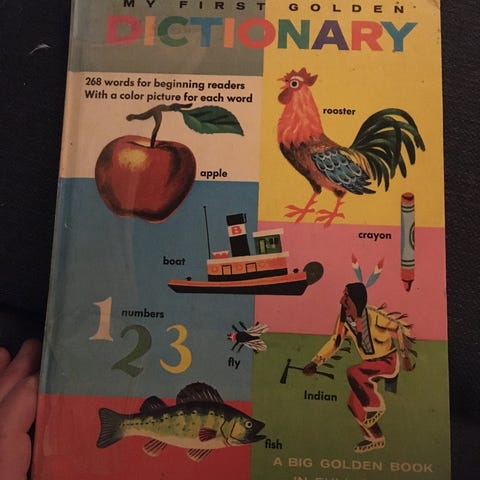 MY FIRST GOLDEN
DICTIONARY
268 words for beginning readers
With a color picture for each word
rooster
apple
crayon
boat
B
numbers
1 2 3
fly
Indian
fish
A BIG GOLDEN BOOK